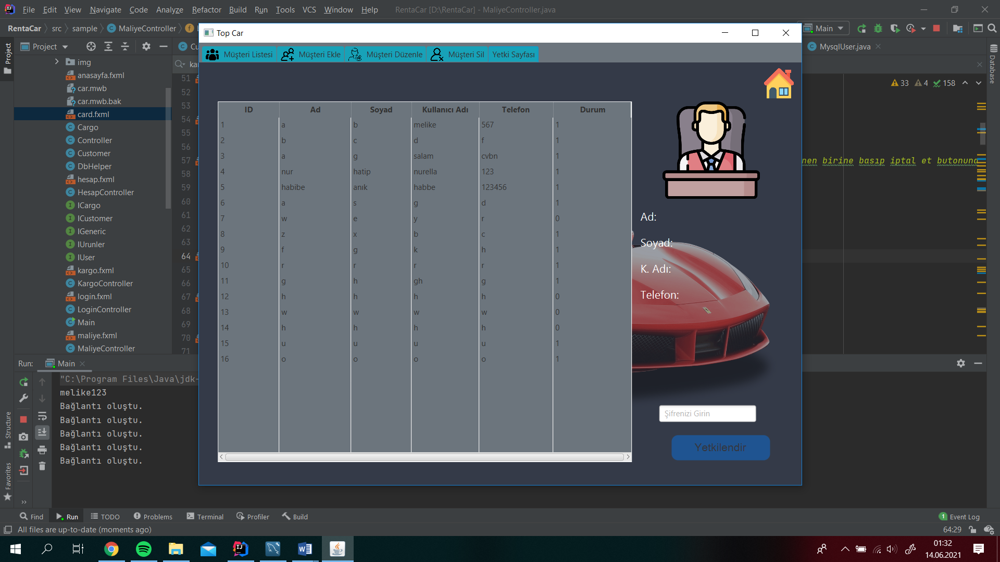 File Edit View Navigate Code Analyze Refactor Build Run Tools VCS Window Help RentaCar [D:\RentaCar] - MaliyeController.java
RentaCar src sample MaliyeController
Main
Project
MysqlUser.java
Project
Structure
Favorites
Database
img
anasayfa.fxml
car.mwb
car.mwb.bak
card.fxml
Cargo
Controller
Customer
DbHelper
hesap.fxml
HesapController
ICargo
ICustomer
IGeneric
IUrunler
IUser
kargo.fxml
KargoController
login.fxml
LoginController
Main
maliye.fxml
MaliyeController
51
52
53
54
55
56
57
58
59
60
61
62
63
64
65
66
67
68
69
70
71
33 4 158
nen birine basıp iptal et butonuna
Top Car
Müşteri Listesi Müşteri Ekle Müşteri Düzenle Müşteri Sil Yetki Sayfası
ID Ad Soyad Kullanıcı Adı Telefon Durum
1 a b melike 567 1
2 b c d f 1
3 a g salam cvbn 1
4 nur hatip nurella 123 1
5 habibe anık habbe 123456 1
6 a s g d 1
7 w e y r 0
8 z x b c 1
9 f g k h 1
10 r r r r 1
11 g h gh g 1
12 h h h h 0
13 w w w w 0
14 h h h h 0
15 u u u u 1
16 o o o o 1
Ad:
Soyad:
K. Adı:
Telefon:
Şifrenizi Girin
Yetkilendir
Run: Main
"C:\Program Files\Java\jdk-
melike123
Bağlantı oluştu.
Bağlantı oluştu.
Bağlantı oluştu.
Bağlantı oluştu.
Bağlantı oluştu.
Find Run TODO Problems Terminal Profiler Build 1 Event Log
All files are up-to-date (moments ago) 64:29
01:32
14.06.2021